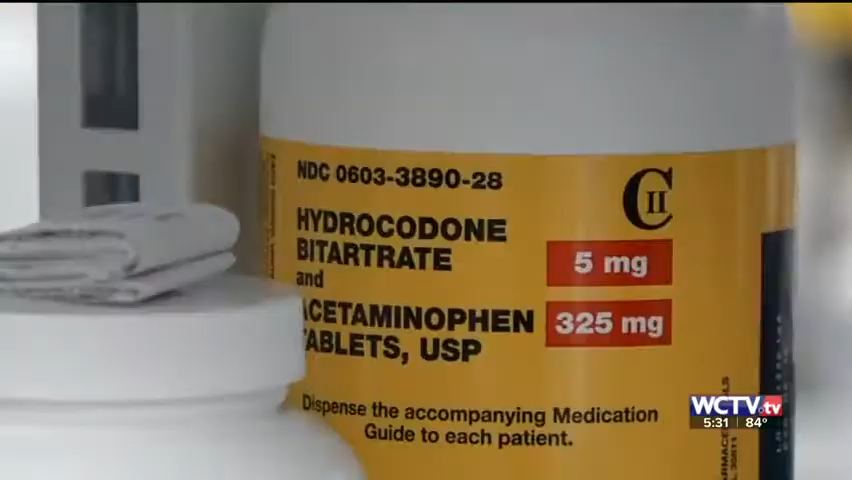 NDC 0603-3890-28
CII
HYDROCODONE
BITARTRATE
5 mg
and
ACETAMINOPHEN
325 mg
TABLETS, USP
Dispense the accompanying Medication
Guide to each patient.
WCTV.tv
5:31 84°